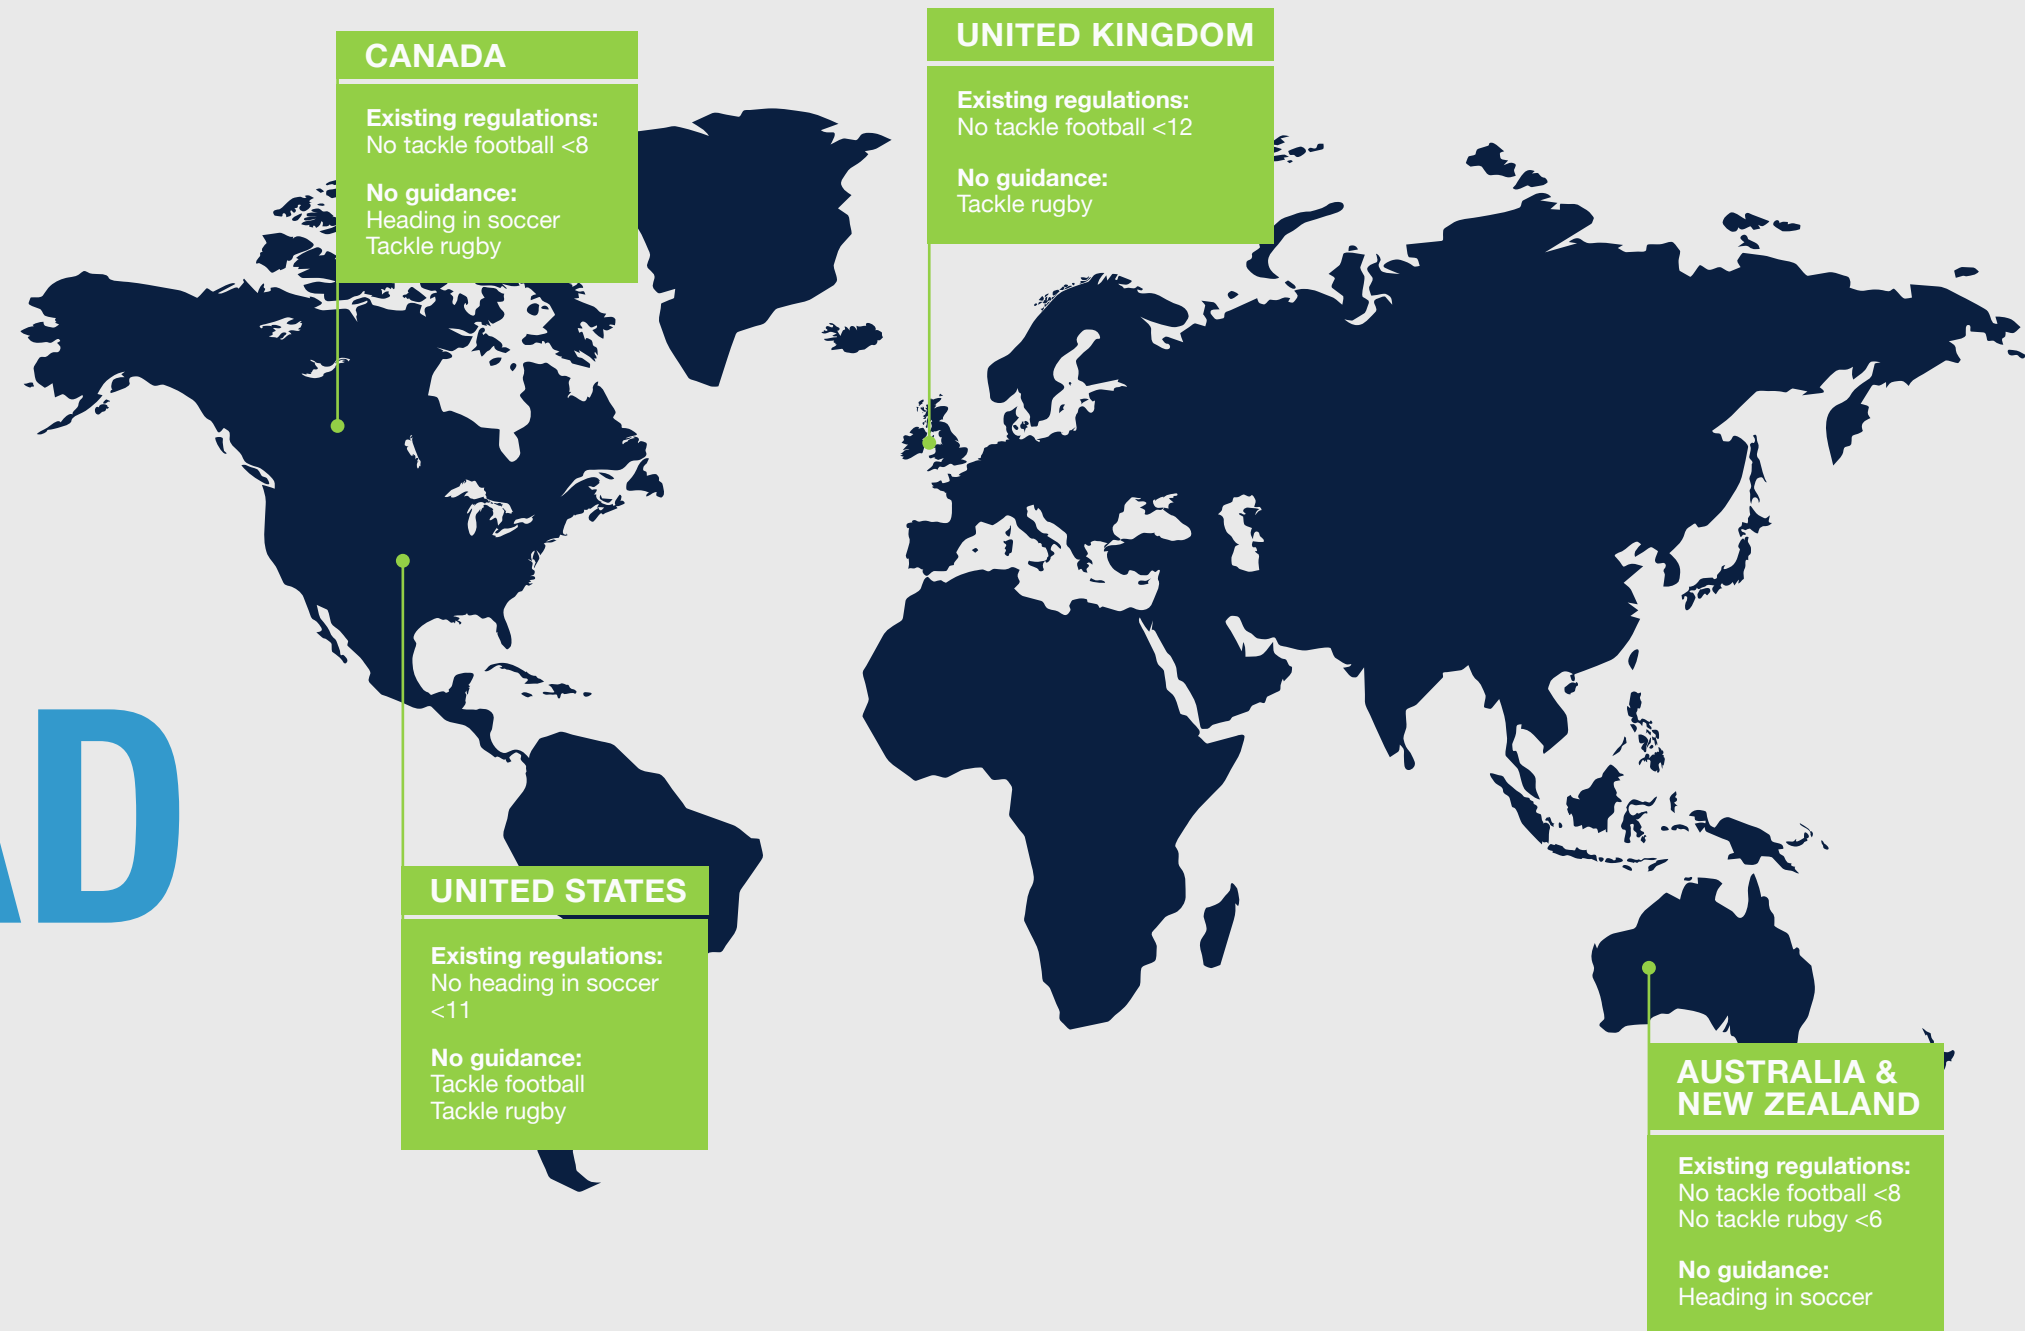 CANADA
Existing regulations:
No tackle football <8
No guidance:
Heading in soccer
Tackle rugby
UNITED KINGDOM
Existing regulations:
No tackle football <12
No guidance:
Tackle rugby
AD
UNITED STATES
Existing regulations:
No heading in soccer
<11
No guidance:
Tackle football
Tackle rugby
AUSTRALIA &
NEW ZEALAND
Existing regulations:
No tackle football <8
No tackle rubgy <6
No guidance:
Heading in soccer